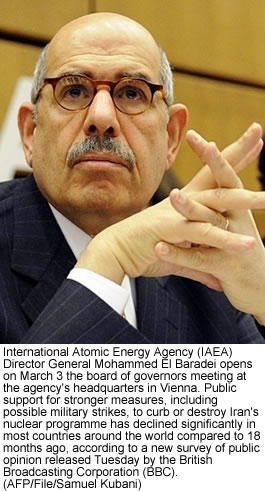 International Atomic Energy Agency (IAEA)
Director General Mohammed El Baradei opens
on March 3 the board of governors meeting at
the agency's headquarters in Vienna. Public
support for stronger measures, including
possible military strikes, to curb or destroy Iran's
nuclear programme has declined significantly in
most countries around the world compared to 18
months ago, according to a new survey of public
opinion released Tuesday by the British
Broadcasting Corporation (BBC).
(AFP/File/Samuel Kubani)